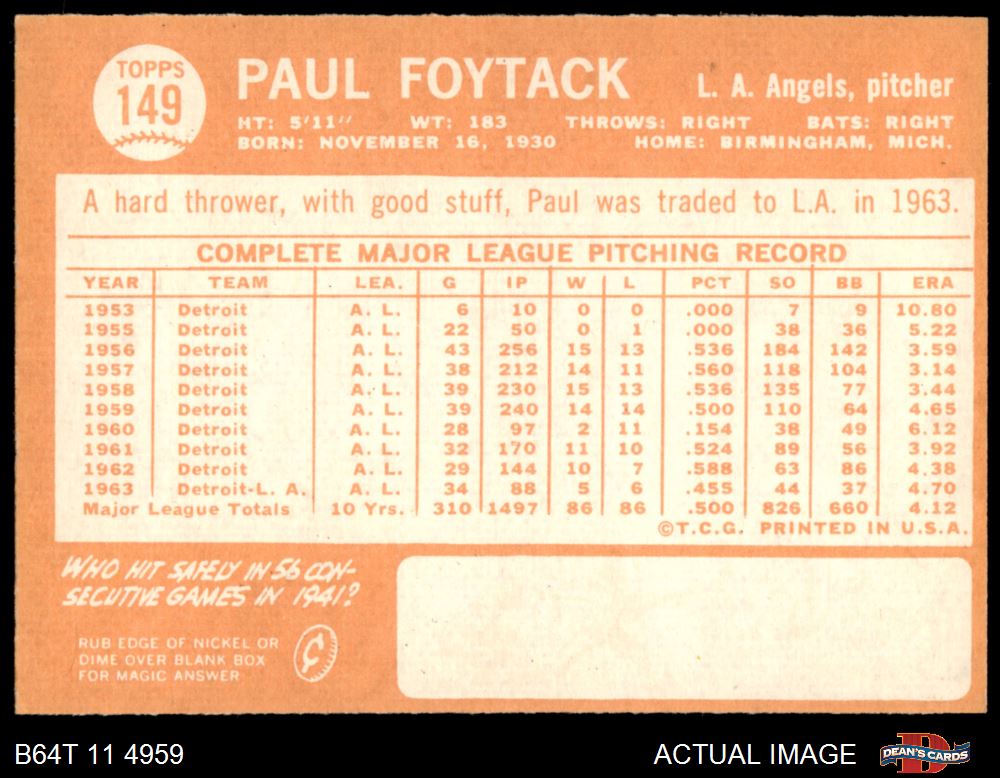 TOPPS
149
PAUL FOYTACK
L. A. Angels, pitcher
HT: 5'11" WT: 183 THROWS: RIGHT BATS: RIGHT
BORN: NOVEMBER 16, 1930 HOME: BIRMINGHAM, MICH.
A hard thrower, with good stuff, Paul was traded to L.A. in 1963.
COMPLETE MAJOR LEAGUE PITCHING RECORD
YEAR TEAM LEA. G IP W L PCT SO BB ERA
1953 Detroit A. L. 6 10 0 0 .000 7 9 10.80
1955 Detroit A. L. 22 50 0 1 .000 38 36 5.22
1956 Detroit A. L. 43 256 15 13 .536 184 142 3.59
1957 Detroit A. L. 38 212 14 11 .560 118 104 3.14
1958 Detroit A. L. 39 230 15 13 .536 135 77 3.44
1959 Detroit A. L. 39 240 14 14 .500 110 64 4.65
1960 Detroit A. L. 28 97 2 11 .154 38 49 6.12
1961 Detroit A. L. 32 170 11 10 .524 89 56 3.92
1962 Detroit A. L. 29 144 10 7 .588 63 86 4.38
1963 Detroit-L. A. A. L. 34 88 5 6 .455 44 37 4.70
Major League Totals 10 Yrs. 310 1497 86 86 .500 826 660 4.12
©T.C.G. PRINTED IN U.S.A.
WHO HIT SAFELY IN 56 CON-
SECUTIVE GAMES IN 1941?
RUB EDGE OF NICKEL OR
DIME OVER BLANK BOX
FOR MAGIC ANSWER
¢
B64T 11 4959
ACTUAL IMAGE
DEAN'S CARDS